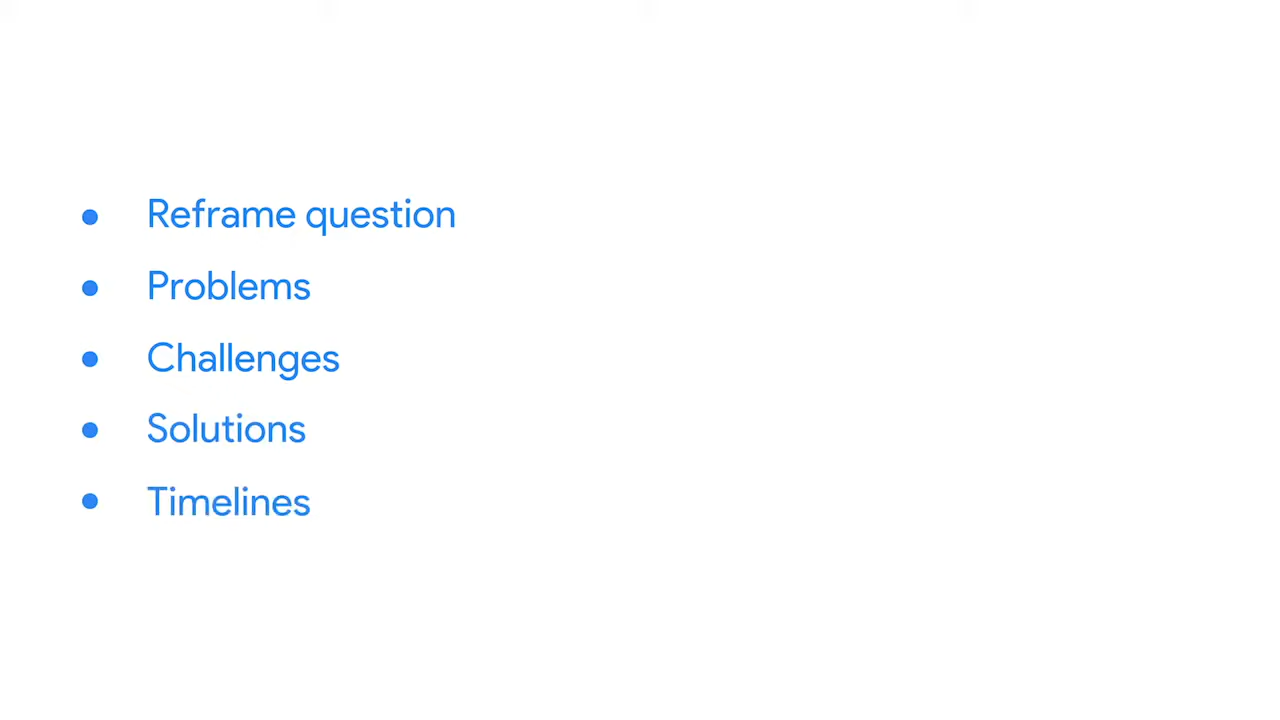 ● Reframe question
● Problems
● Challenges
● Solutions
● Timelines